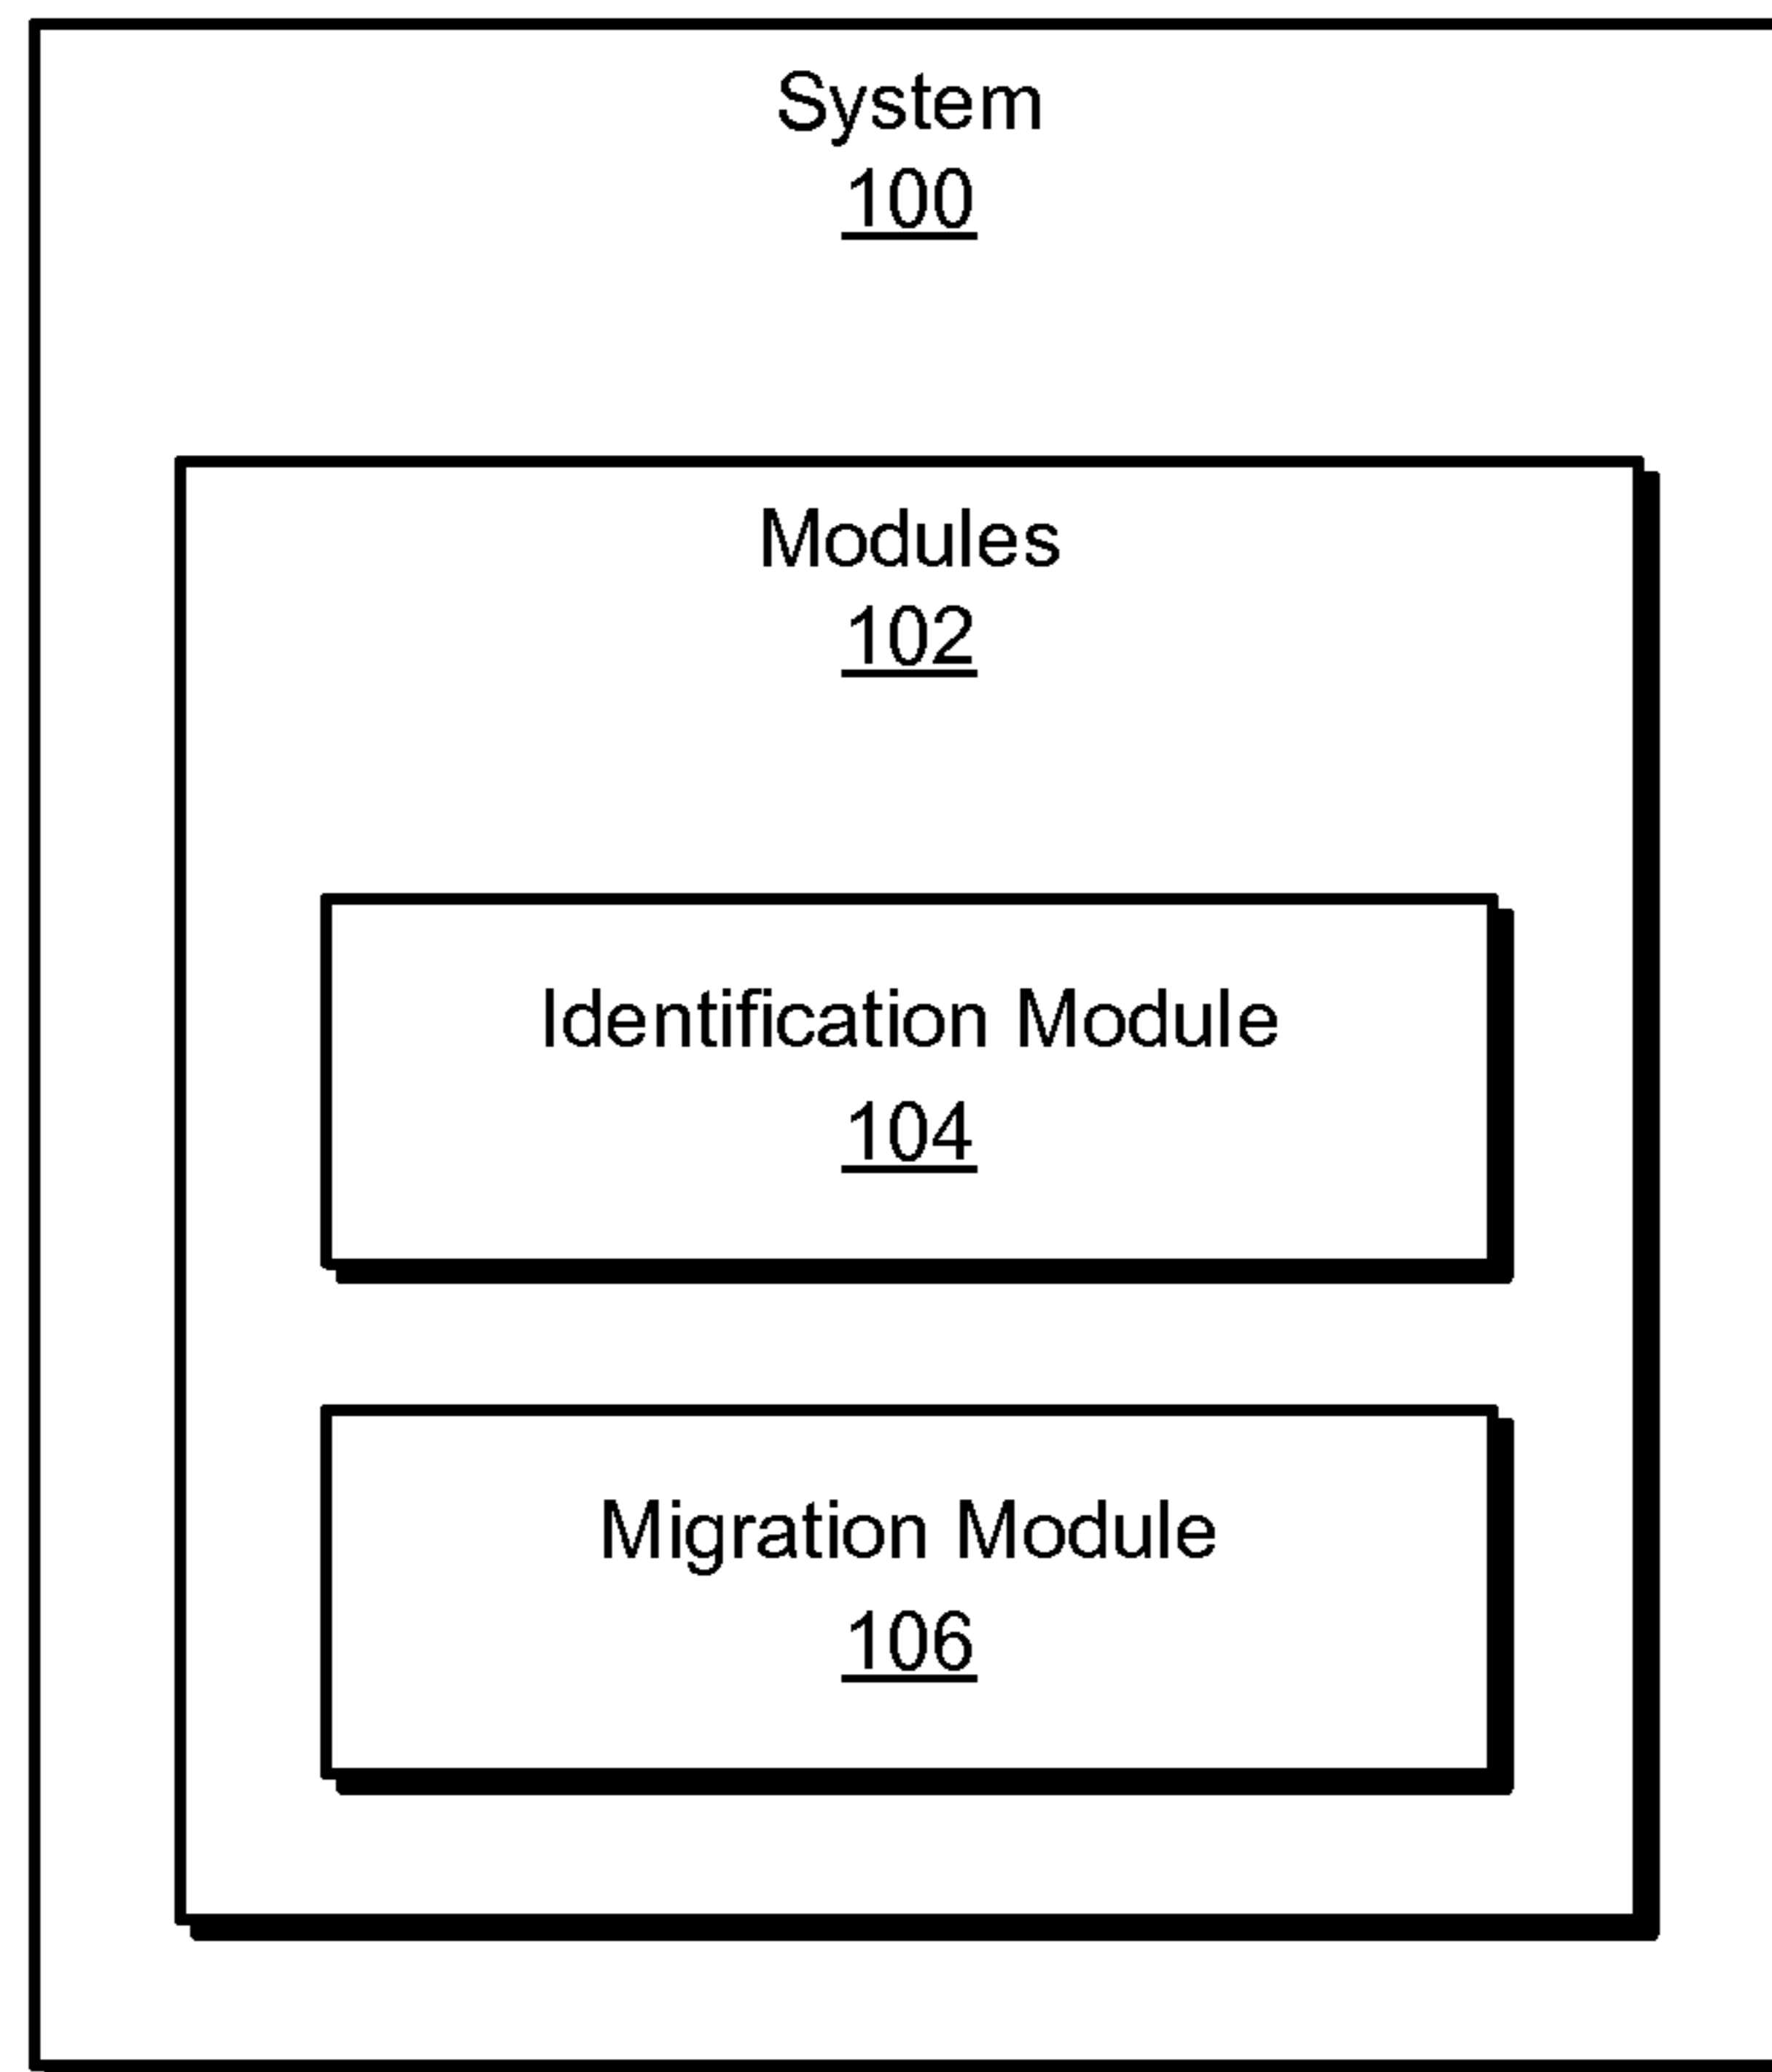 System
100
Modules
102
Identification Module
104
Migration Module
106